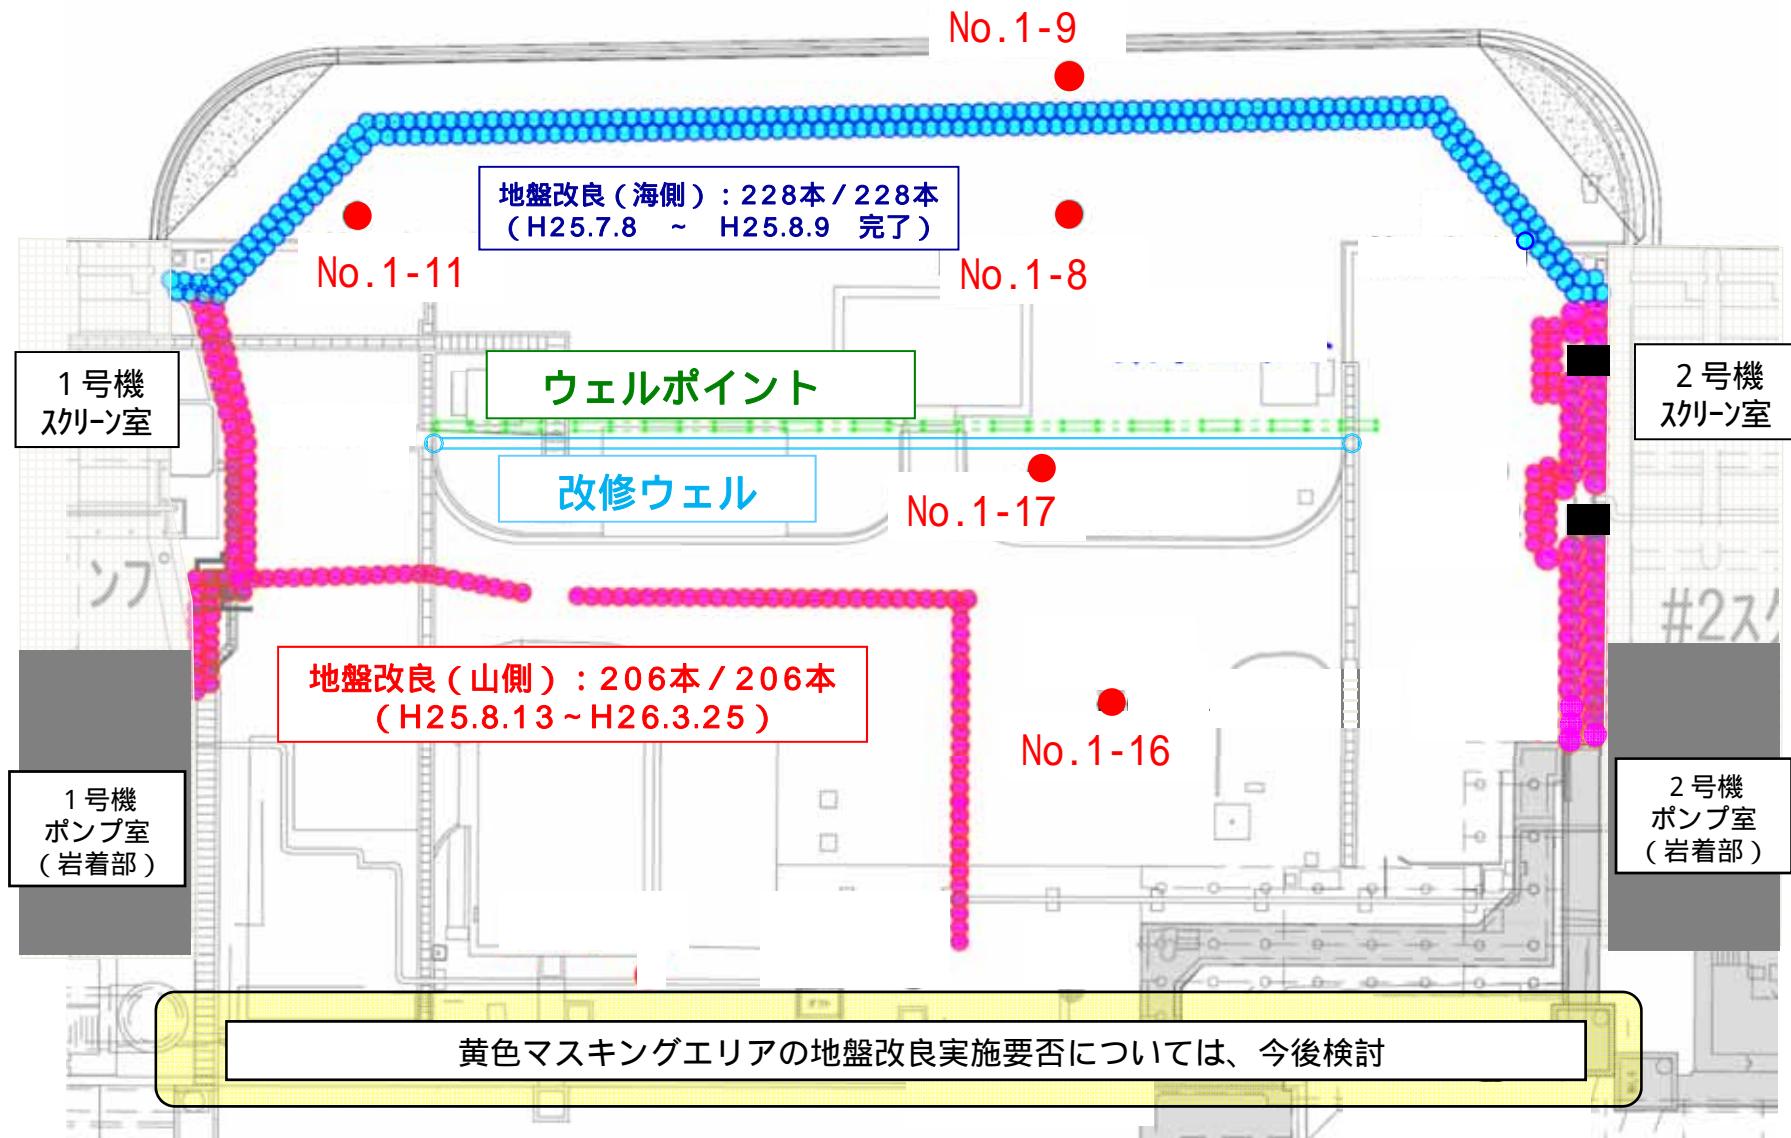 No.1-9
地盤改良(海側):228本/228本
(H25.7.8 ~ H25.8.9 完了)
No.1-11
No.1-8
1号機
スクリーン室
ウェルポイント
2号機
スクリーン室
改修ウェル
No.1-17
ンプ
#2スク
地盤改良(山側):206本/206本
(H25.8.13~H26.3.25)
No.1-16
1号機
ポンプ室
(岩着部)
2号機
ポンプ室
(岩着部)
黄色マスキングエリアの地盤改良実施要否については、今後検討